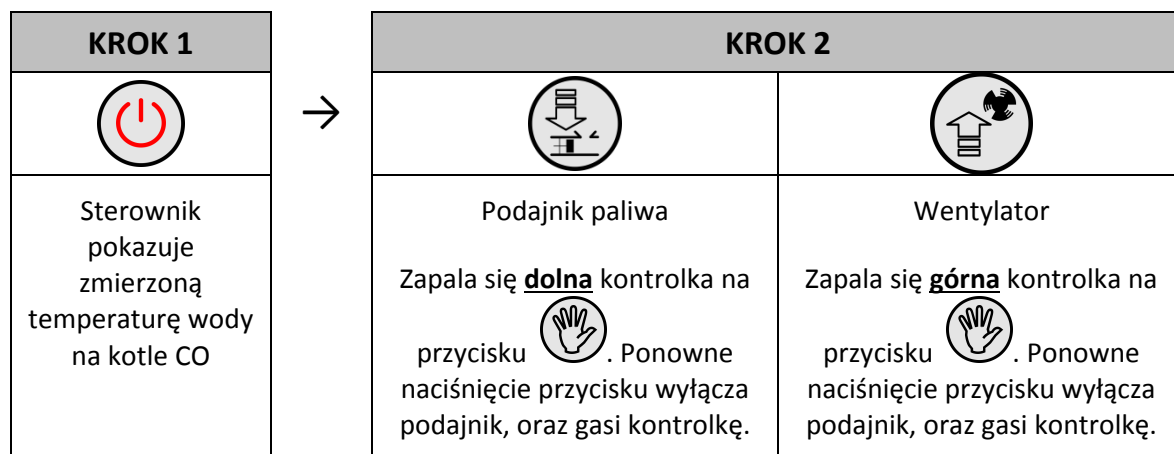 KROK 1
KROK 2
Sterownik
pokazuje
zmierzoną
temperaturę wody
na kotle CO
Podajnik paliwa
Zapala się dolna kontrolka na
przycisku . Ponowne
naciśnięcie przycisku wyłącza
podajnik, oraz gasi kontrolkę.
Wentylator
Zapala się górna kontrolka na
przycisku . Ponowne
naciśnięcie przycisku wyłącza
podajnik, oraz gasi kontrolkę.